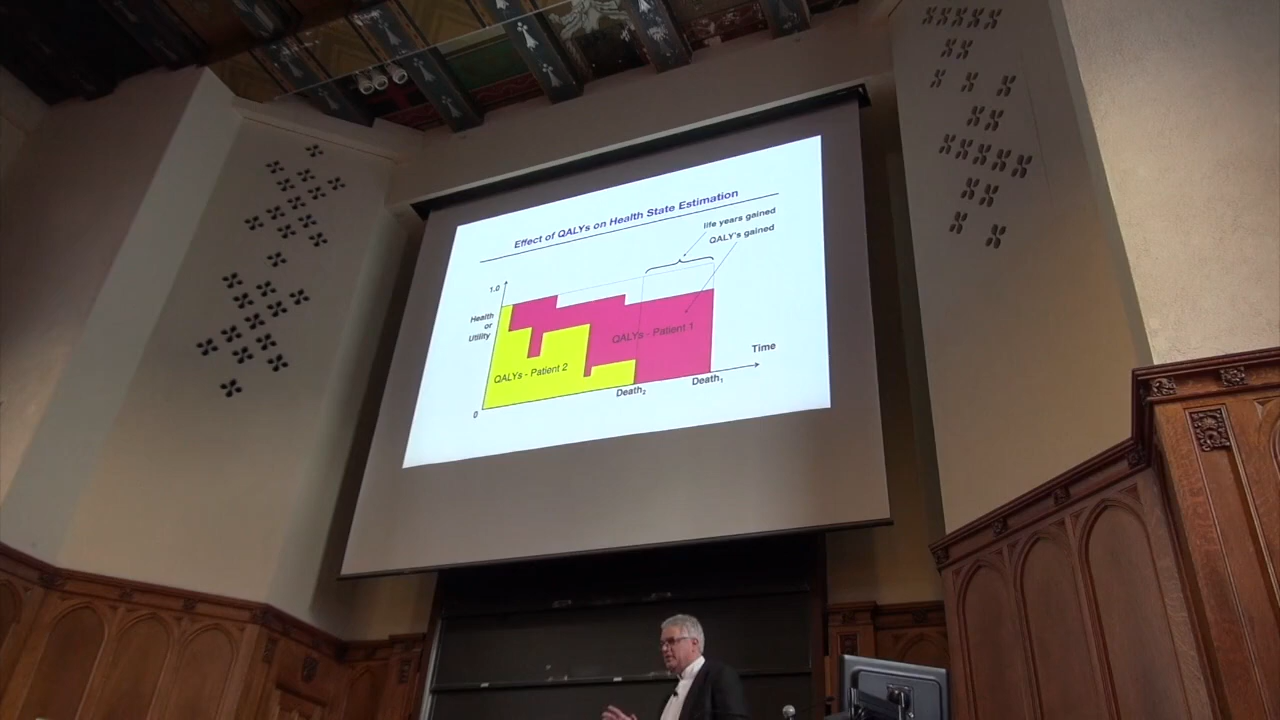 Effect of QALYs on Health State Estimation
life years gained
QALY's gained
1.0
Health
or
Utility
QALYs - Patient 1
QALYs - Patient 2
Time
0
Death₂
Death₁